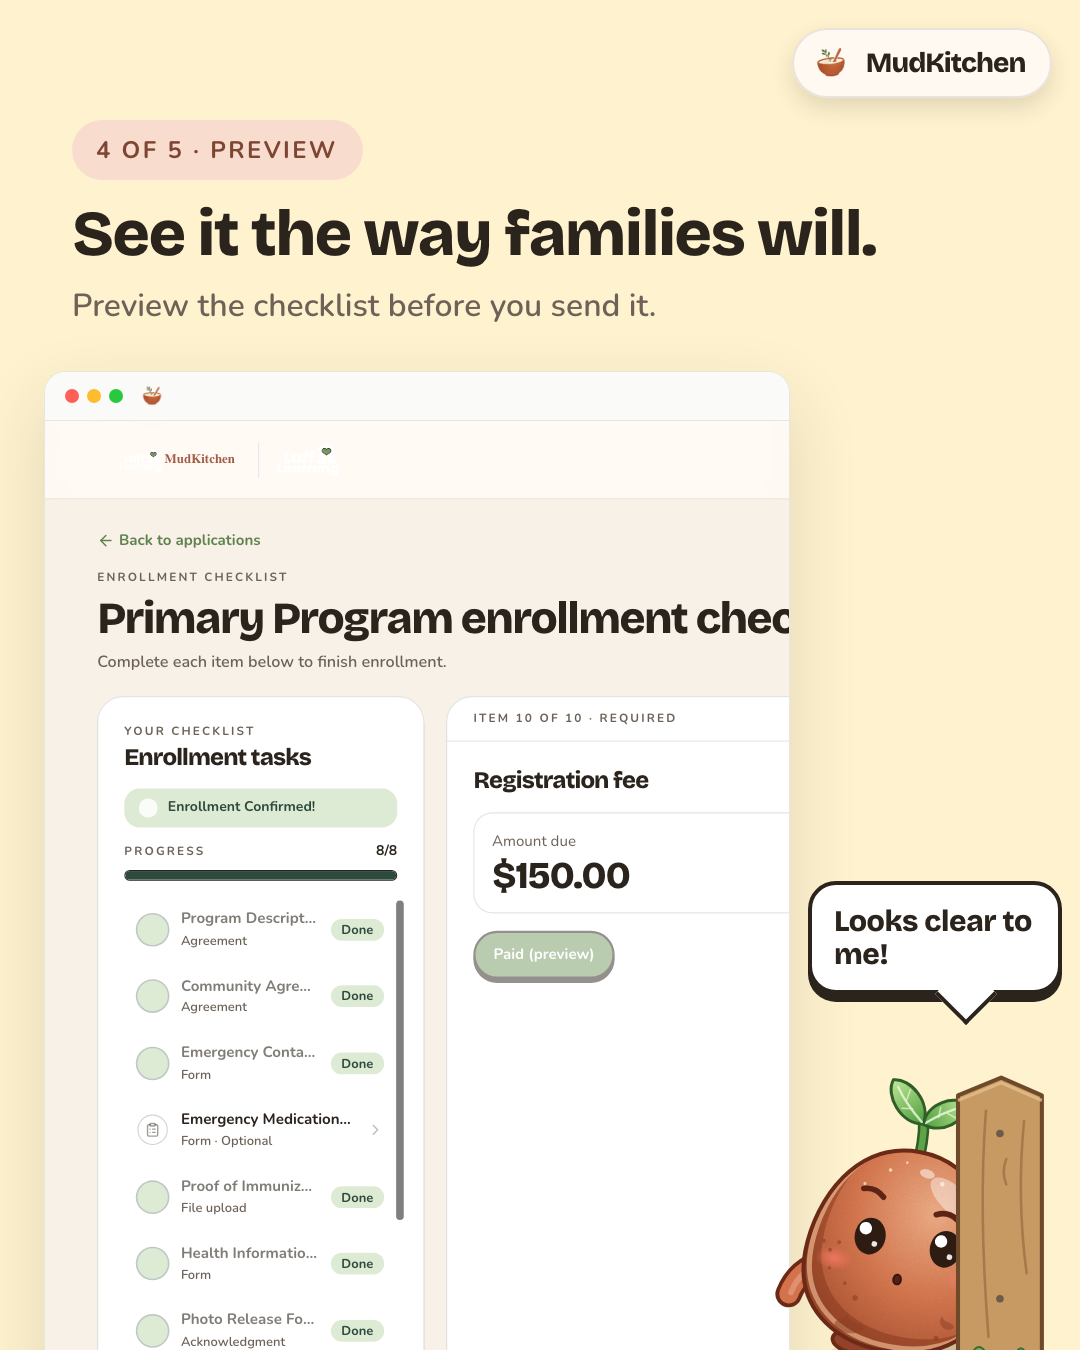 MudKitchen
4 OF 5 · PREVIEW
See it the way families will.
Preview the checklist before you send it.
MudKitchen
Back to applications
ENROLLMENT CHECKLIST
Primary Program enrollment chec
Complete each item below to finish enrollment.
YOUR CHECKLIST
Enrollment tasks
Enrollment Confirmed!
PROGRESS 8/8
Program Descript... Done
Agreement
Community Agre... Done
Agreement
Emergency Conta... Done
Form
Emergency Medication...
Form · Optional
Proof of Immuniz... Done
File upload
Health Informatio... Done
Form
Photo Release Fo... Done
Acknowledgment
ITEM 10 OF 10 · REQUIRED
Registration fee
Amount due
$150.00
Paid (preview)
Looks clear to
me!